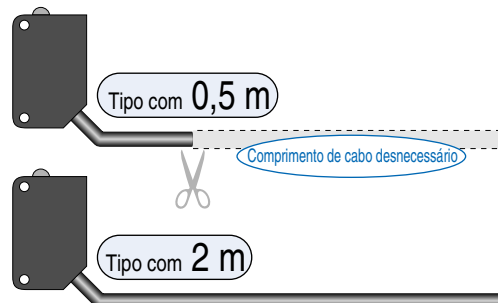 Tipo com 0,5 m
Comprimento de cabo desnecessário
Tipo com 2 m